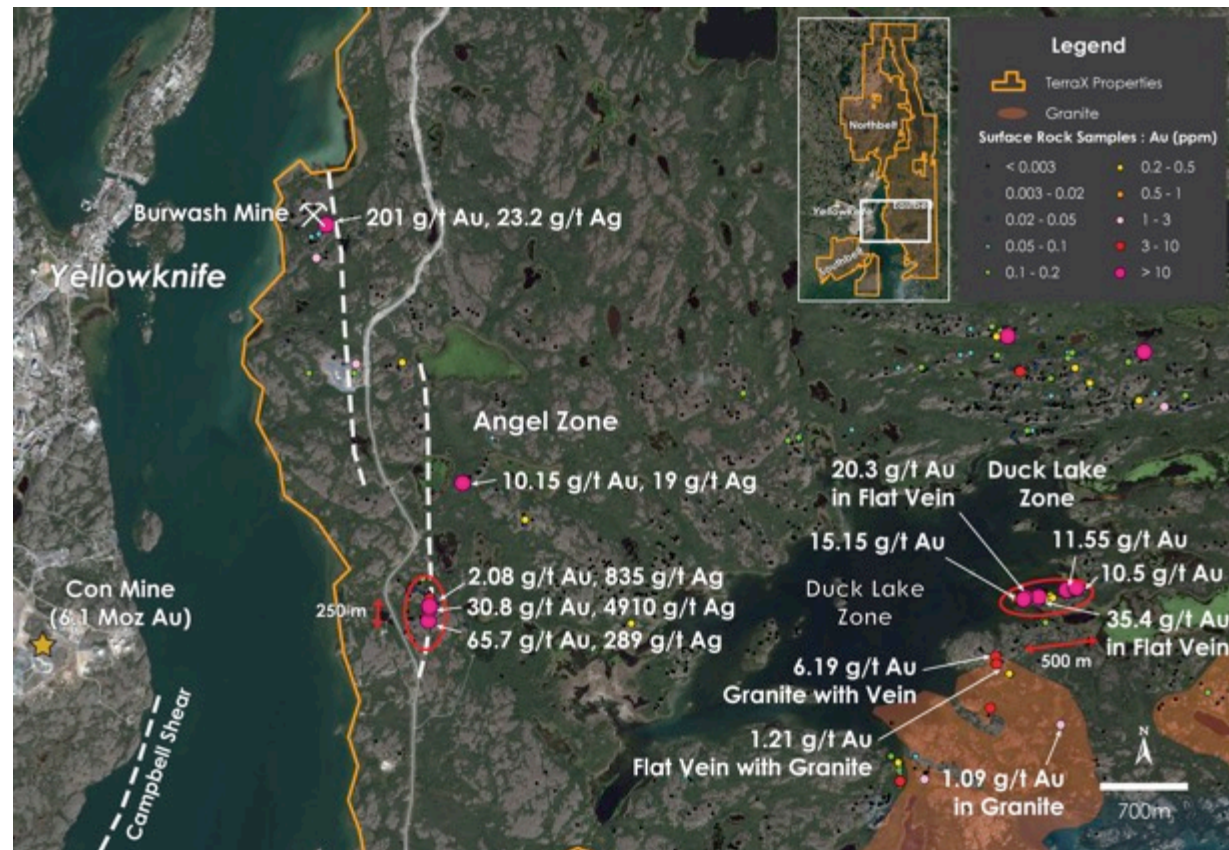 Legend
TerraX Properties
Granite
Surface Rock Samples : Au (ppm)
< 0.003
0.003 - 0.02
0.02 - 0.05
0.05 - 0.1
0.1 - 0.2
0.2 - 0.5
0.5 - 1
1 - 3
3 - 10
> 10
Northbelt
Yellowknife
Southbelt
Burwash Mine
201 g/t Au, 23.2 g/t Ag
Yellowknife
Angel Zone
10.15 g/t Au, 19 g/t Ag
2.08 g/t Au, 835 g/t Ag
30.8 g/t Au, 4910 g/t Ag
65.7 g/t Au, 289 g/t Ag
250 m
Con Mine
(6.1 Moz Au)
Campbell Shear
20.3 g/t Au
in Flat Vein
Duck Lake
Zone
15.15 g/t Au
11.55 g/t Au
10.5 g/t Au
Duck Lake
Zone
35.4 g/t Au
in Flat Vein
500 m
6.19 g/t Au
Granite with Vein
1.21 g/t Au
Flat Vein with Granite
1.09 g/t Au
in Granite
N
700m